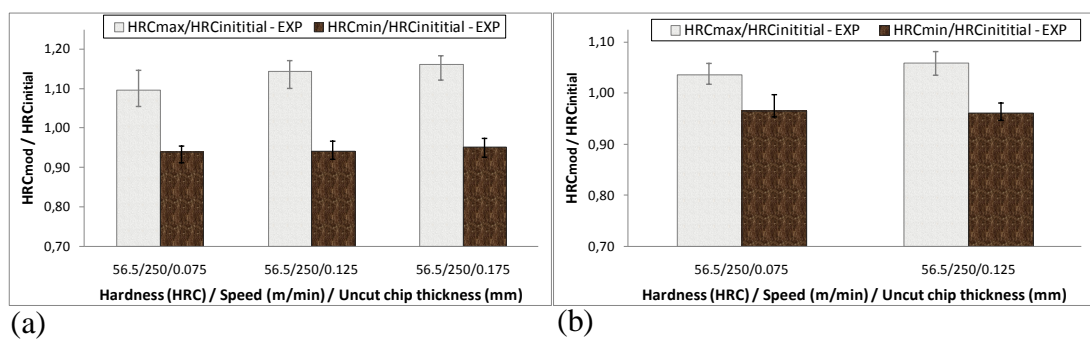 HRCmax/HRCinititial - EXP HRCmin/HRCinititial - EXP
1,20
1,10
1,00
0,90
0,80
0,70
HRCmod / HRCinitial
56.5/250/0.075 56.5/250/0.125 56.5/250/0.175
Hardness (HRC) / Speed (m/min) / Uncut chip thickness (mm)
(a)
HRCmax/HRCinititial - EXP HRCmin/HRCinititial - EXP
1,10
1,00
0,90
0,80
0,70
HRCmod / HRCinitial
56.5/250/0.075 56.5/250/0.125
Hardness (HRC) / Speed (m/min) / Uncut chip thickness (mm)
(b)